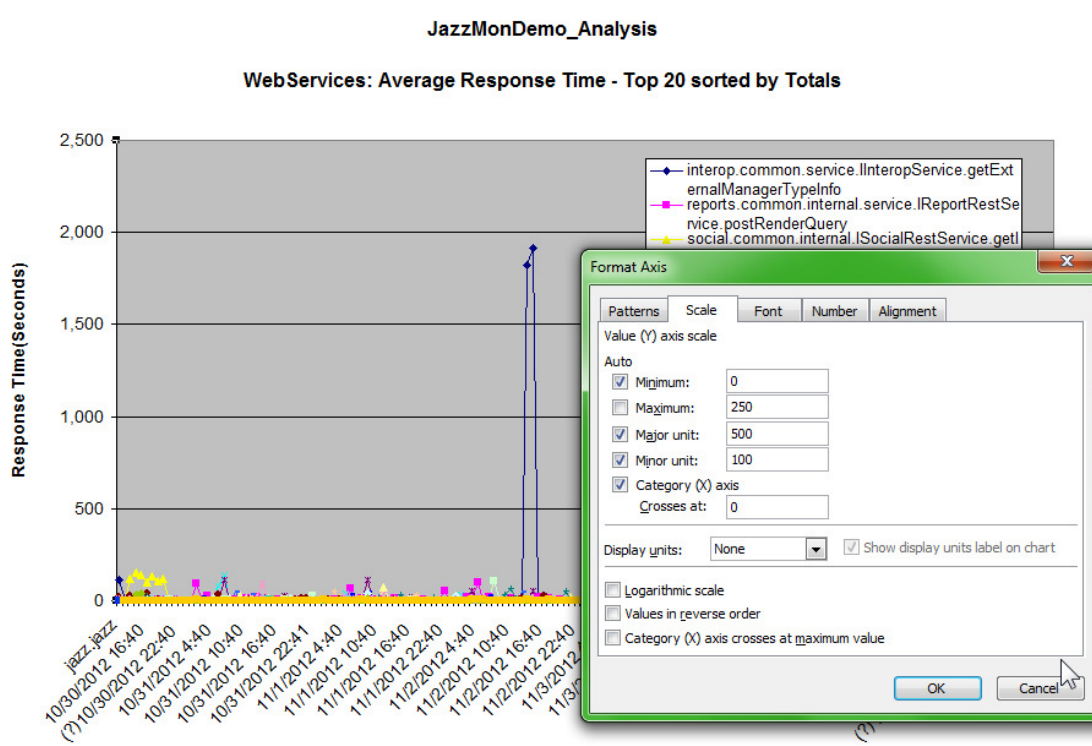 JazzMonDemo_Analysis
WebServices: Average Response Time - Top 20 sorted by Totals
2,500
2,000
1,500
1,000
500
0
Response TIme(Seconds)
interop.common.service.IInteropService.getExt
ernalManagerTypeInfo
reports.common.internal.service.IReportRestSe
rvice.postRenderQuery
social.common.internal.ISocialRestService.getI
Format Axis
Patterns
Scale
Font
Number
Alignment
Value (Y) axis scale
Auto
Minimum: 0
Maximum: 250
Major unit: 500
Minor unit: 100
Category (X) axis
Crosses at: 0
Display units: None
Show display units label on chart
Logarithmic scale
Values in reverse order
Category (X) axis crosses at maximum value
OK
Cancel
jazz.jazz
10/30/2012 16:40
(?)10/30/2012 22:40
10/31/2012 4:40
10/31/2012 10:40
10/31/2012 16:40
10/31/2012 22:41
11/1/2012 4:40
11/1/2012 10:40
11/1/2012 16:40
11/1/2012 22:40
11/2/2012 4:40
11/2/2012 10:40
11/2/2012 16:40
11/2/2012 22:40
11/3/2012
11/3/
(?)